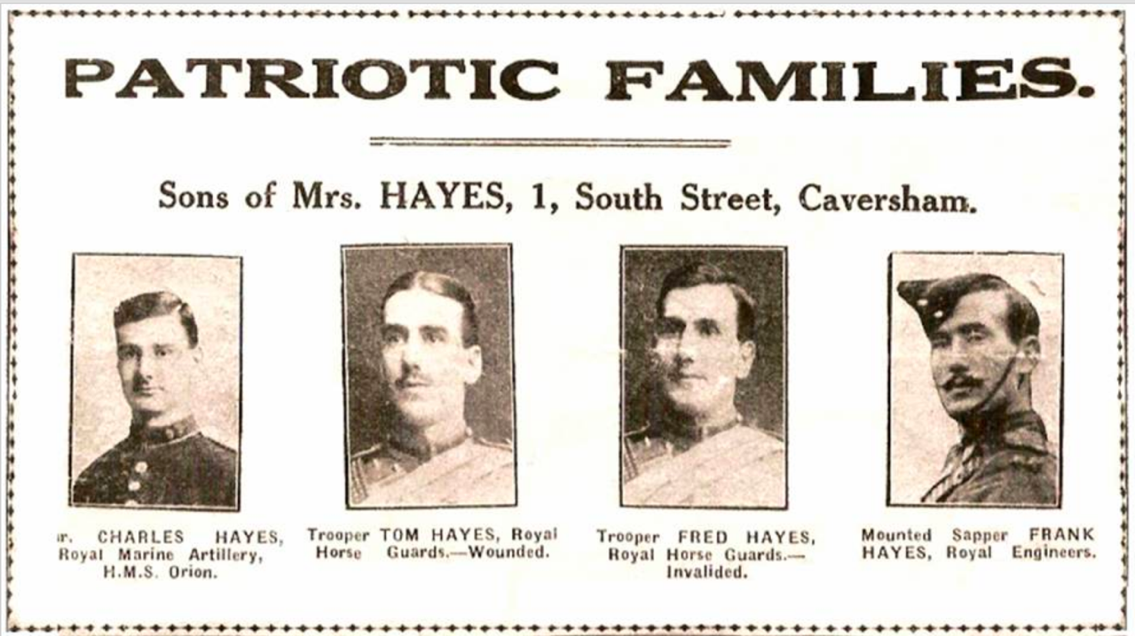 PATRIOTIC FAMILIES.
Sons of Mrs. HAYES, 1, South Street, Caversham.
CHARLES HAYES,
Royal Marine Artillery,
H.M.S. Orion.
Trooper TOM HAYES, Royal
Horse Guards.—Wounded.
Trooper FRED HAYES,
Royal Horse Guards.—
Invalided.
Mounted Sapper FRANK
HAYES, Royal Engineers.